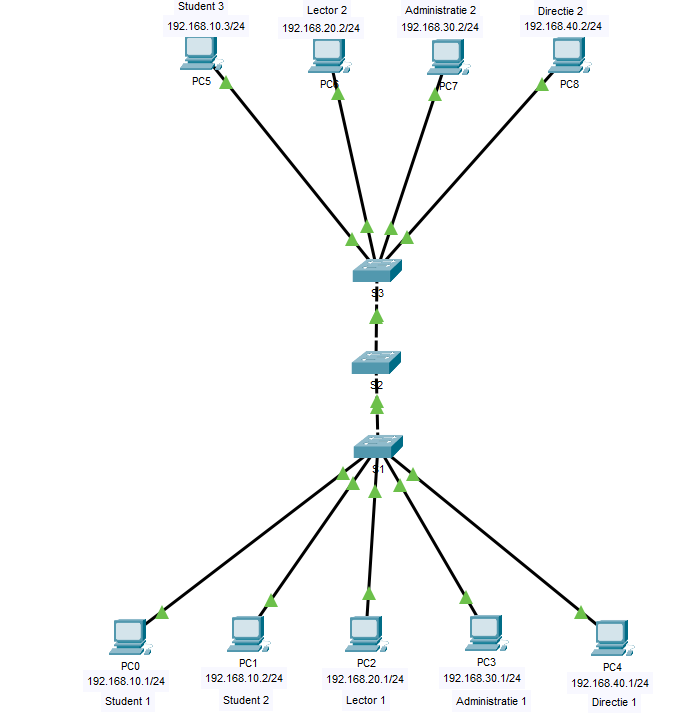 Student 3
192.168.10.3/24
PC5
Lector 2
192.168.20.2/24
PC6
Administratie 2
192.168.30.2/24
PC7
Directie 2
192.168.40.2/24
PC8
S3
S2
S1
PC0
192.168.10.1/24
Student 1
PC1
192.168.10.2/24
Student 2
PC2
192.168.20.1/24
Lector 1
PC3
192.168.30.1/24
Administratie 1
PC4
192.168.40.1/24
Directie 1